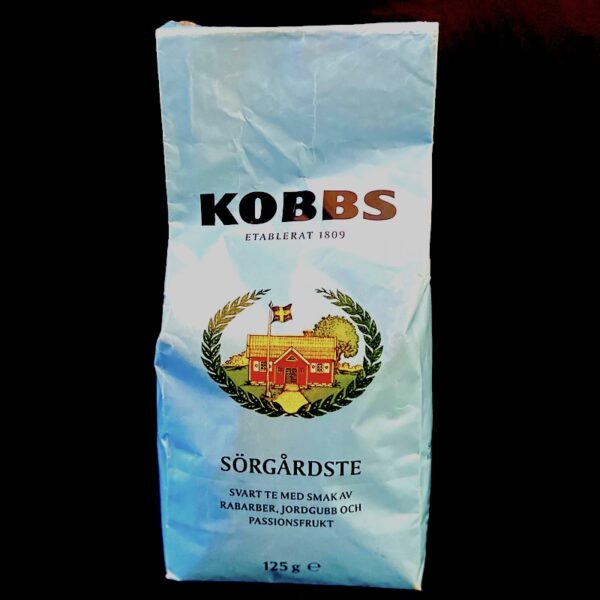 KOBBS
ETABLERAT 1809
SÖRGÅRDSTE
SVART TE MED SMAK AV
RABARBER, JORDGUBB OCH
PASSIONSFRUKT
125 g ℮